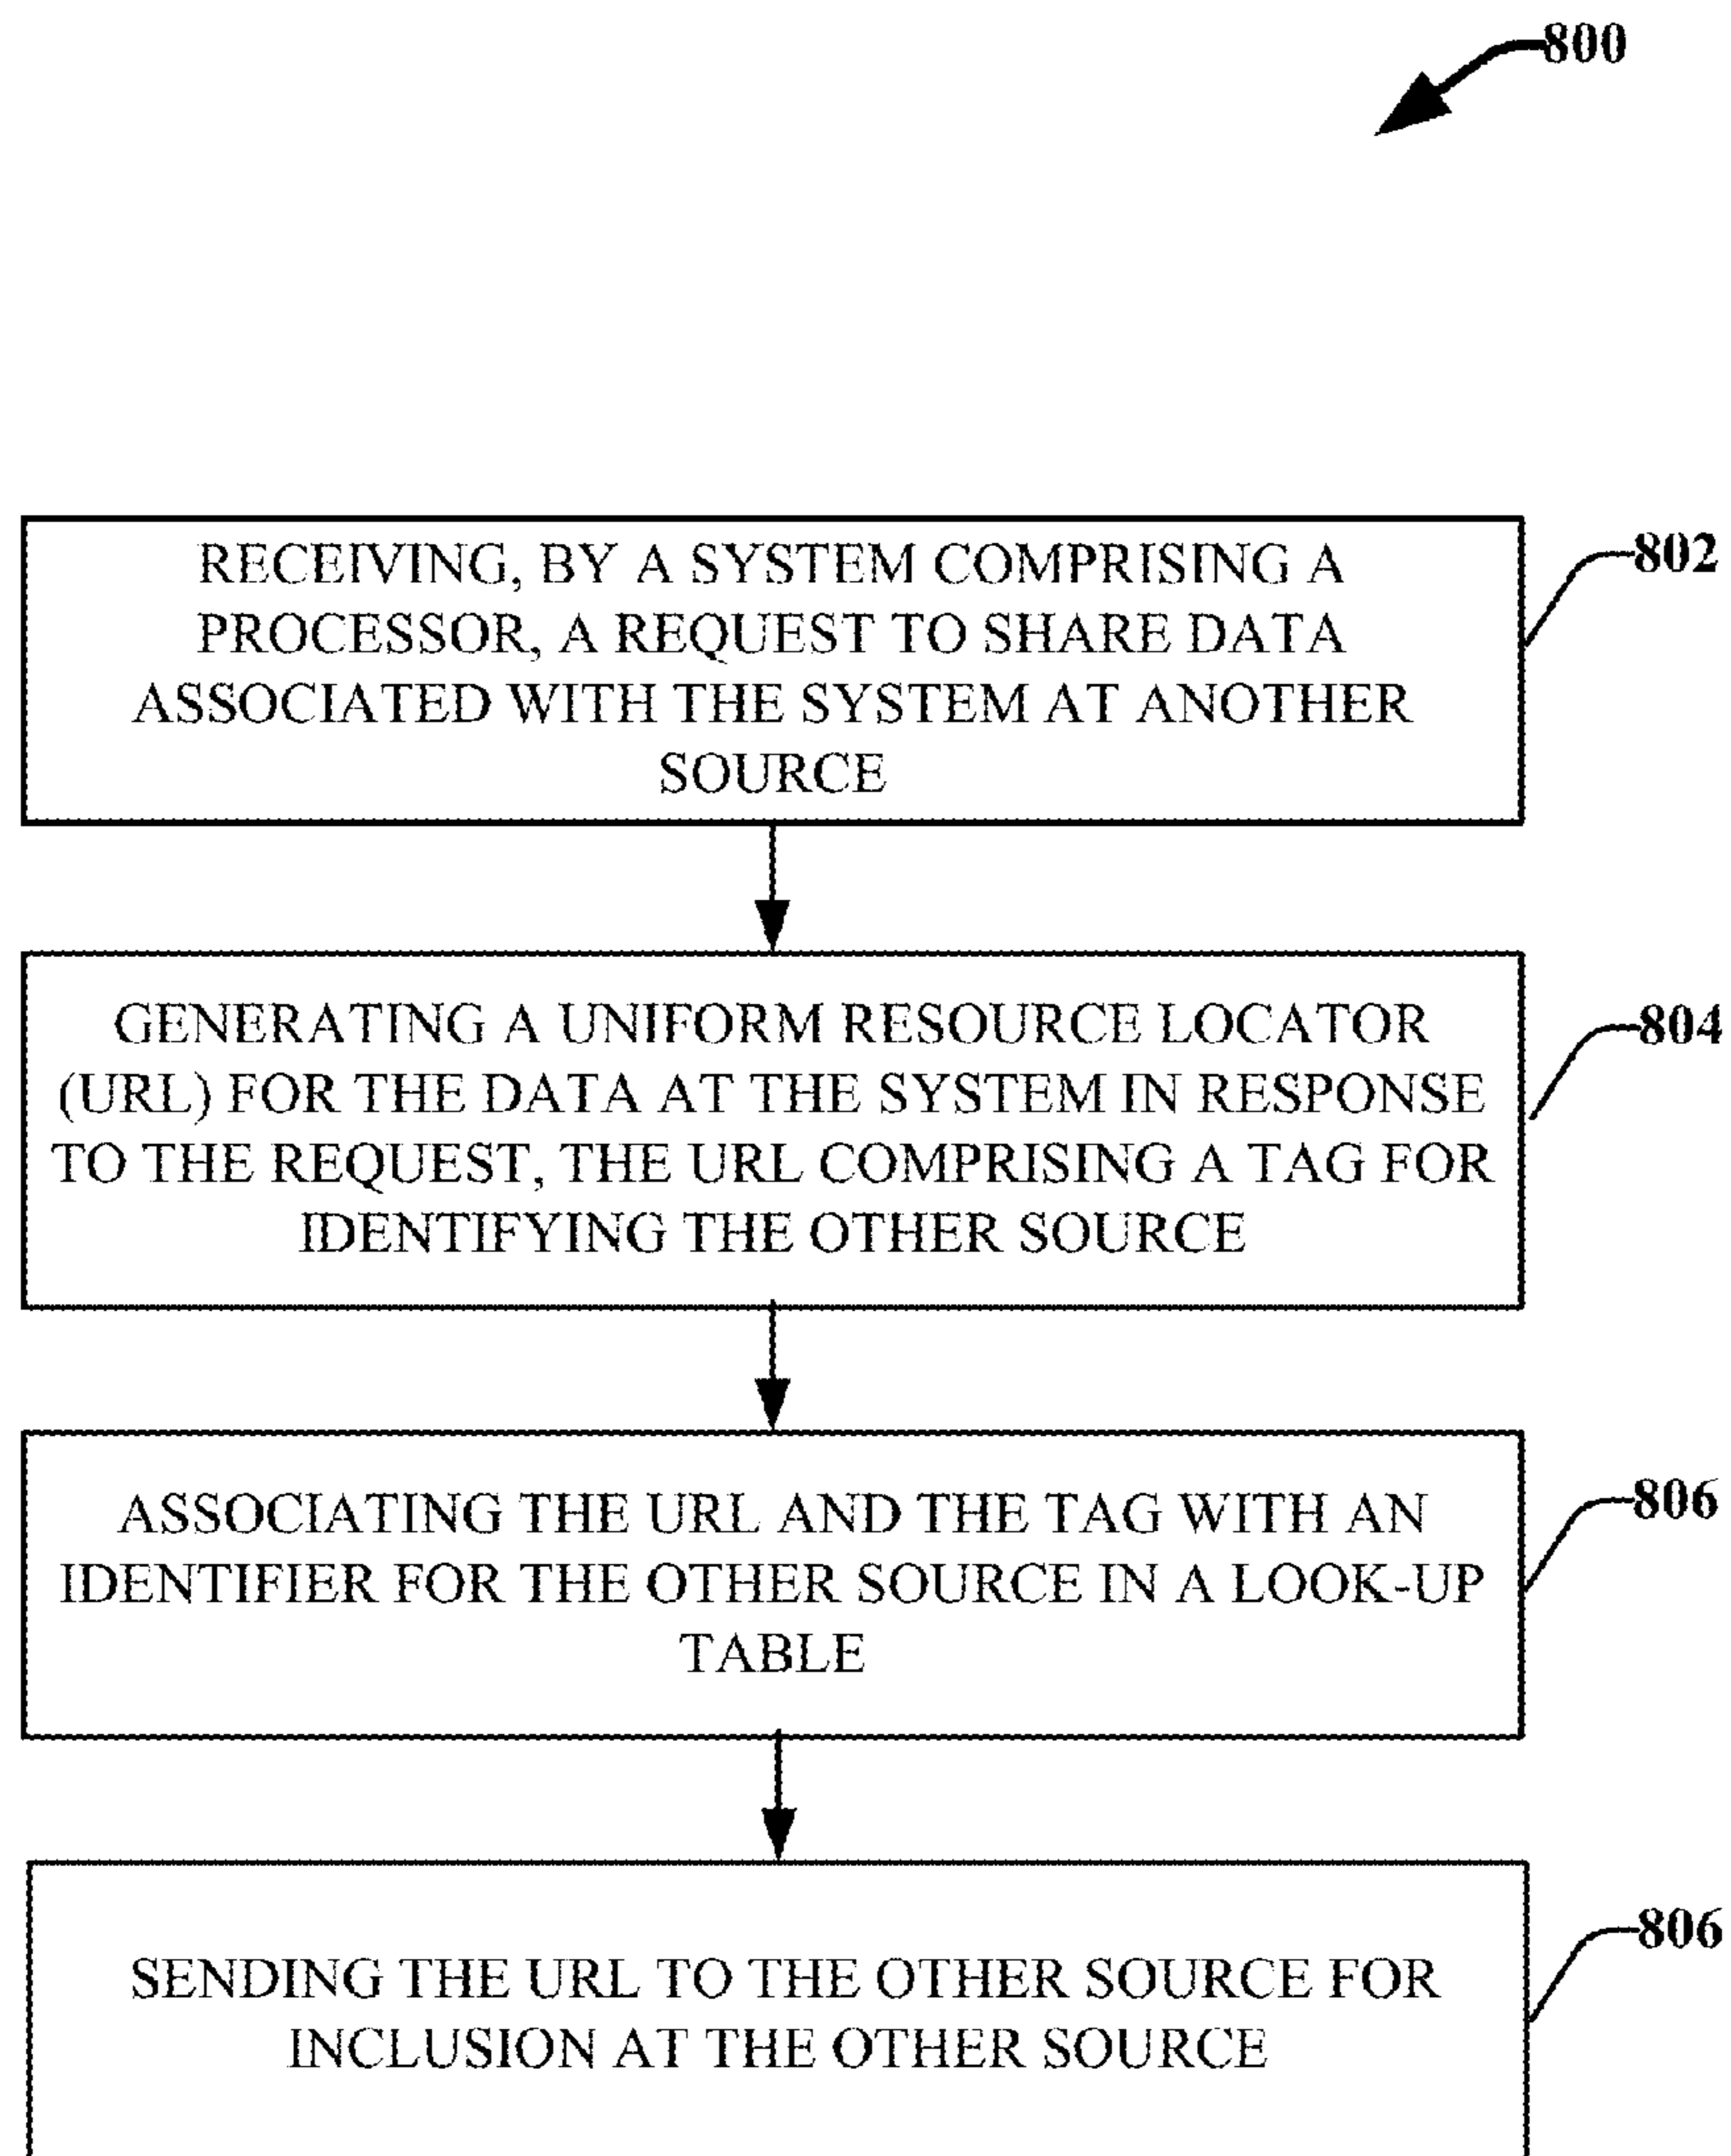 800
RECEIVING, BY A SYSTEM COMPRISING A
PROCESSOR, A REQUEST TO SHARE DATA
ASSOCIATED WITH THE SYSTEM AT ANOTHER
SOURCE
802
GENERATING A UNIFORM RESOURCE LOCATOR
(URL) FOR THE DATA AT THE SYSTEM IN RESPONSE
TO THE REQUEST, THE URL COMPRISING A TAG FOR
IDENTIFYING THE OTHER SOURCE
804
ASSOCIATING THE URL AND THE TAG WITH AN
IDENTIFIER FOR THE OTHER SOURCE IN A LOOK-UP
TABLE
806
SENDING THE URL TO THE OTHER SOURCE FOR
INCLUSION AT THE OTHER SOURCE
806